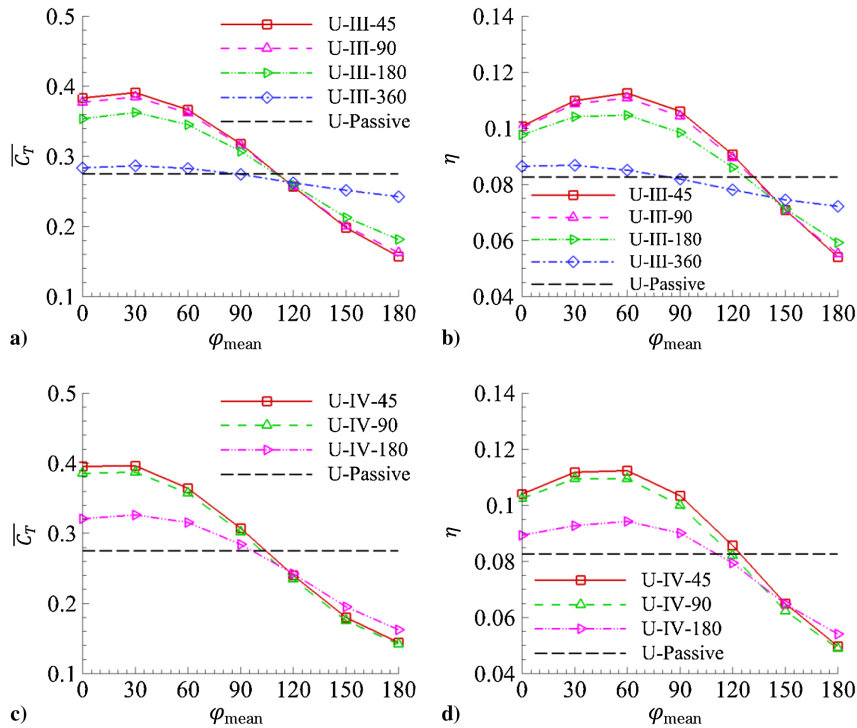 0.5
0.4
0.3
0.2
0.1
C_T
U-III-45
U-III-90
U-III-180
U-III-360
U-Passive
0 30 60 90 120 150 180
φmean
a)
0.14
0.12
0.1
0.08
0.06
0.04
η
U-III-45
U-III-90
U-III-180
U-III-360
U-Passive
0 30 60 90 120 150 180
φmean
b)
0.5
0.4
0.3
0.2
0.1
C_T
U-IV-45
U-IV-90
U-IV-180
U-Passive
0 30 60 90 120 150 180
φmean
c)
0.14
0.12
0.1
0.08
0.06
0.04
η
U-IV-45
U-IV-90
U-IV-180
U-Passive
0 30 60 90 120 150 180
φmean
d)